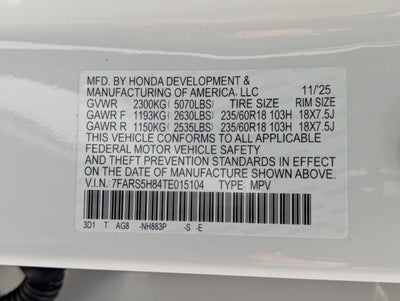 MFD. BY HONDA DEVELOPMENT &
MANUFACTURING OF AMERICA, LLC 11/'25
GVWR 2300KG (5070LBS) TIRE SIZE RIM SIZE
GAWR F 1193KG (2630LBS) 235/60R18 103H 18X7.5J
GAWR R 1150KG (2535LBS) 235/60R18 103H 18X7.5J
THIS VEHICLE CONFORMS TO ALL APPLICABLE
FEDERAL MOTOR VEHICLE SAFETY STANDARDS IN
EFFECT ON THE DATE OF MANUFACTURE SHOWN ABOVE.
V.I.N.: 7FARS5H84TE015104 TYPE: MPV
3D1 T AG8 -NH883P -S -E